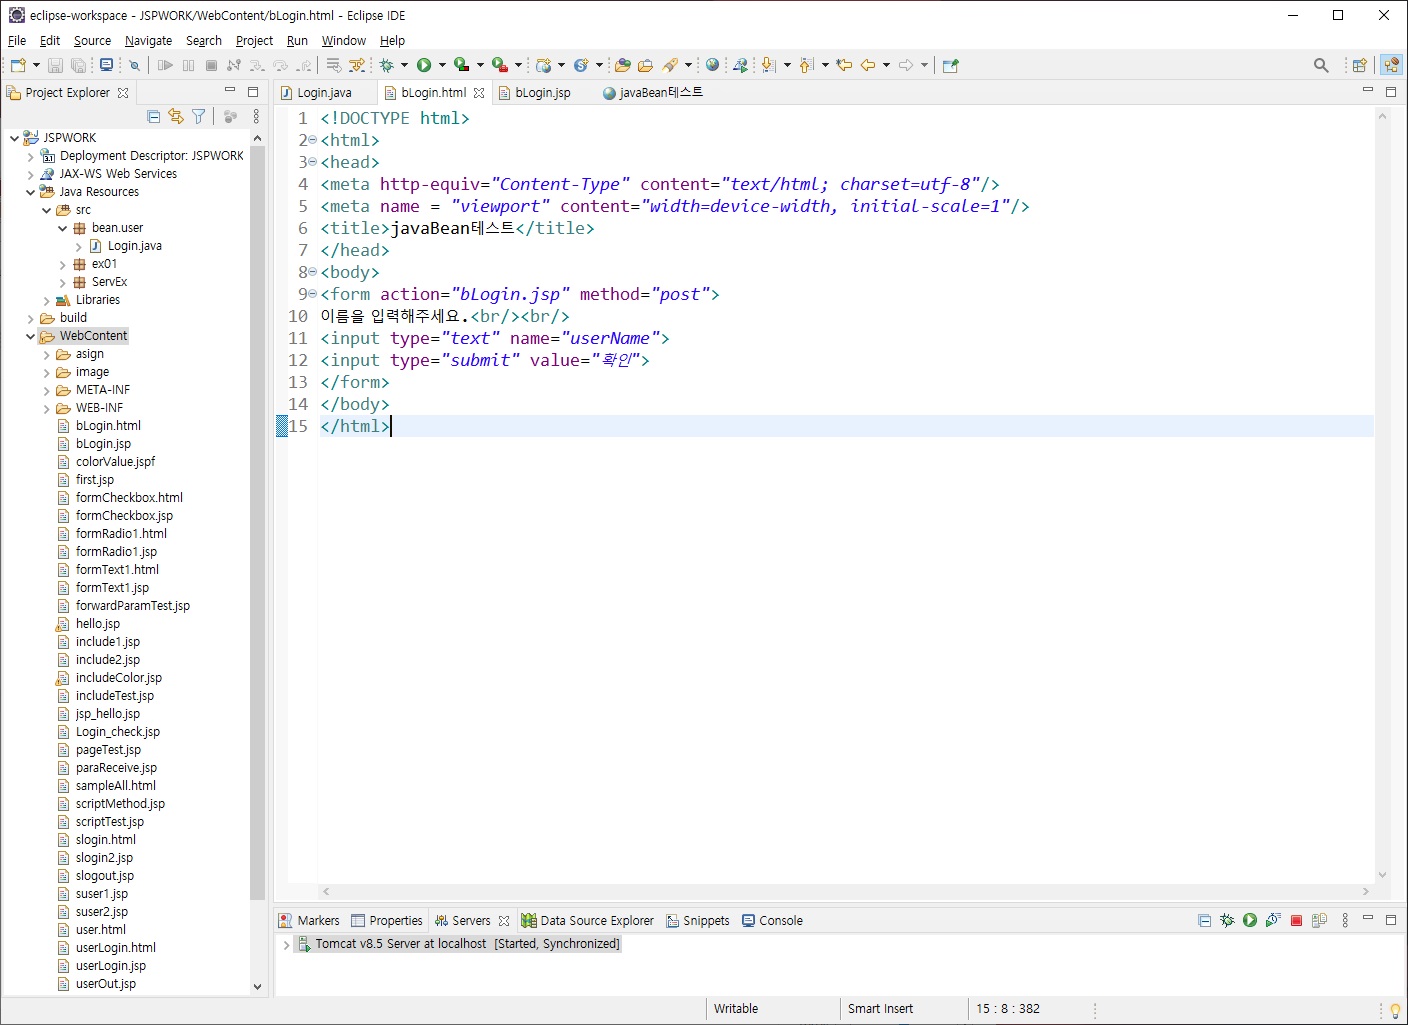 eclipse-workspace - JSPWORK/WebContent/bLogin.html - Eclipse IDE
File Edit Source Navigate Search Project Run Window Help
Project Explorer
JSPWORK
Deployment Descriptor: JSPWORK
JAX-WS Web Services
Java Resources
src
bean.user
Login.java
ex01
ServEx
Libraries
build
WebContent
asign
image
META-INF
WEB-INF
bLogin.html
bLogin.jsp
colorValue.jspf
first.jsp
formCheckbox.html
formCheckbox.jsp
formRadio1.html
formRadio1.jsp
formText1.html
formText1.jsp
forwardParamTest.jsp
hello.jsp
include1.jsp
include2.jsp
includeColor.jsp
includeTest.jsp
jsp_hello.jsp
Login_check.jsp
pageTest.jsp
paraReceive.jsp
sampleAll.html
scriptMethod.jsp
scriptTest.jsp
slogin.html
slogin2.jsp
slogout.jsp
suser1.jsp
suser2.jsp
user.html
userLogin.html
userLogin.jsp
userOut.jsp
Login.java bLogin.html bLogin.jsp javaBean테스트
1 <!DOCTYPE html>
2 <html>
3 <head>
4 <meta http-equiv="Content-Type" content="text/html; charset=utf-8"/>
5 <meta name = "viewport" content="width=device-width, initial-scale=1"/>
6 <title>javaBean테스트</title>
7 </head>
8 <body>
9 <form action="bLogin.jsp" method="post">
10 이름을 입력해주세요.<br/><br/>
11 <input type="text" name="userName">
12 <input type="submit" value="확인">
13 </form>
14 </body>
15 </html>
Markers Properties Servers Data Source Explorer Snippets Console
Tomcat v8.5 Server at localhost [Started, Synchronized]
Writable Smart Insert 15 : 8 : 382